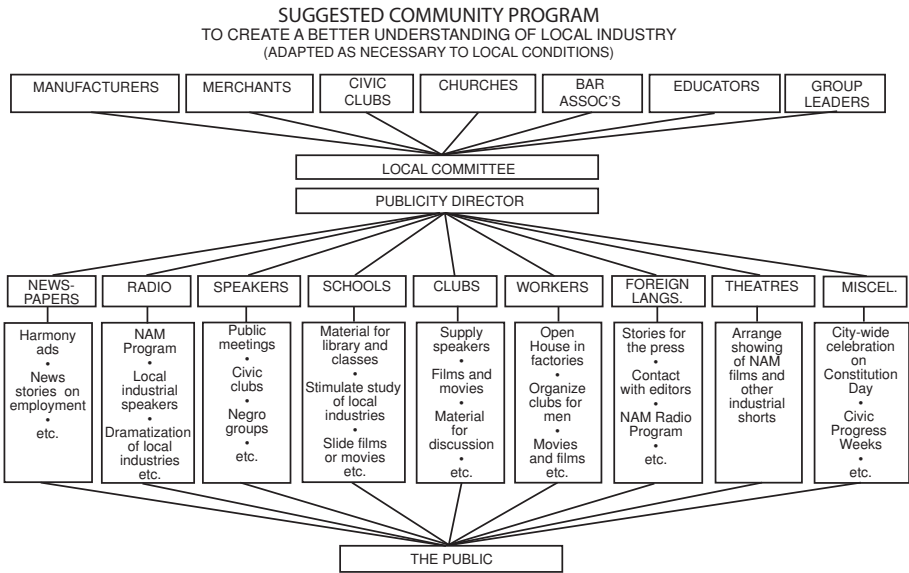 SUGGESTED COMMUNITY PROGRAM
TO CREATE A BETTER UNDERSTANDING OF LOCAL INDUSTRY
(ADAPTED AS NECESSARY TO LOCAL CONDITIONS)
MANUFACTURERS
MERCHANTS
CIVIC
CLUBS
CHURCHES
BAR
ASSOC'S
EDUCATORS
GROUP
LEADERS
LOCAL COMMITTEE
PUBLICITY DIRECTOR
NEWS-
PAPERS
RADIO
SPEAKERS
SCHOOLS
CLUBS
WORKERS
FOREIGN
LANGS.
THEATRES
MISCEL.
Harmony
ads
•
News
stories on
employment
•
etc.
NAM
Program
•
Local
industrial
speakers
•
Dramatization
of local
industries
etc.
Public
meetings
•
Civic
clubs
•
Negro
groups
•
etc.
Material for
library and
classes
•
Stimulate study
of local
industries
•
Slide films
or movies
etc.
Supply
speakers
•
Films and
movies
•
Material
for
discussion
•
etc.
Open
House in
factories
•
Organize
clubs for
men
•
Movies
and films
etc.
Stories for
the press
•
Contact
with editors
•
NAM Radio
Program
•
etc.
Arrange
showing
of NAM
films and
other
industrial
shorts
City-wide
celebration
on
Constitution
Day
•
Civic
Progress
Weeks
•
etc.
THE PUBLIC